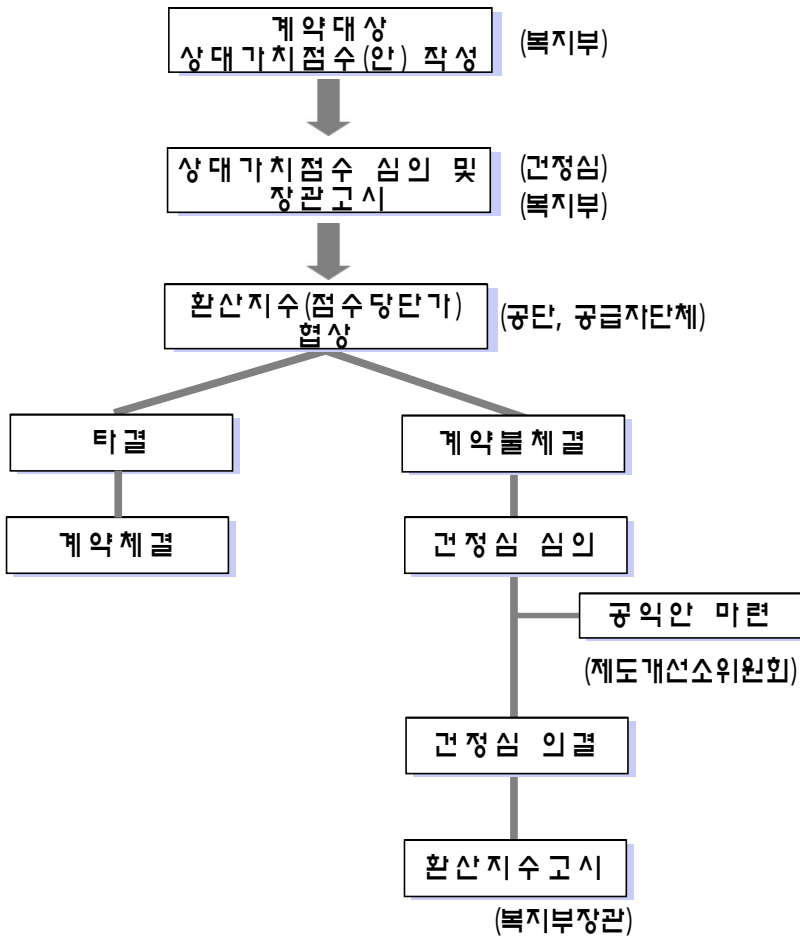 계약대상
상대가치점수(안) 작성
(복지부)
상대가치점수 심의 및
장관고시
(건정심)
(복지부)
환산지수(점수당단가)
협상
(공단, 공급자단체)
타결
계약불체결
계약체결
건정심 심의
공익안 마련
(제도개선소위원회)
건정심 의결
환산지수고시
(복지부장관)